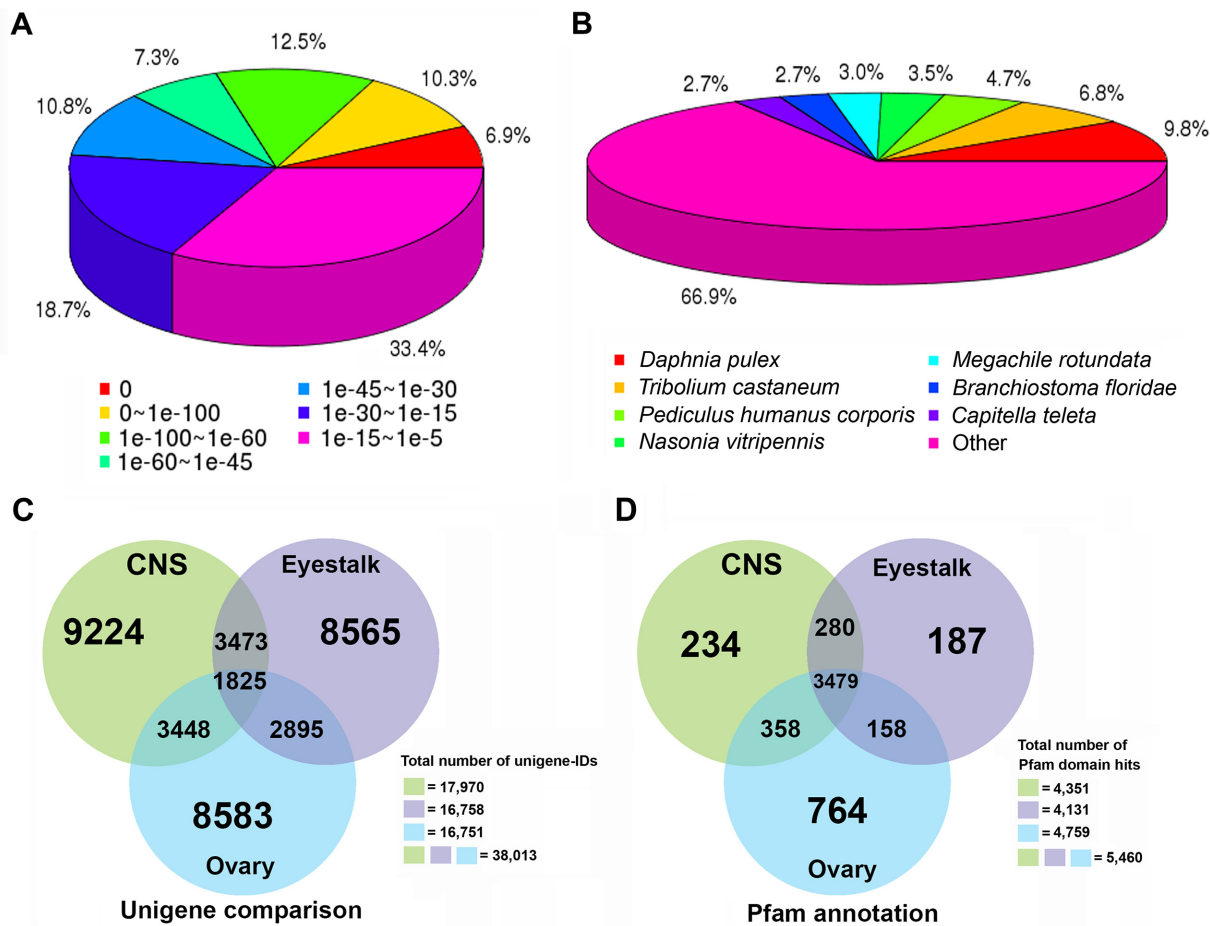 A
12.5%
7.3%
10.3%
10.8%
6.9%
18.7%
33.4%
0
0~1e-100
1e-100~1e-60
1e-60~1e-45
1e-45~1e-30
1e-30~1e-15
1e-15~1e-5
B
2.7%
2.7%
3.0%
3.5%
4.7%
6.8%
9.8%
66.9%
Daphnia pulex
Tribolium castaneum
Pediculus humanus corporis
Nasonia vitripennis
Megachile rotundata
Branchiostoma floridae
Capitella teleta
Other
C
CNS
Eyestalk
9224
3473
8565
1825
3448
2895
8583
Ovary
Total number of unigene-IDs
= 17,970
= 16,758
= 16,751
= 38,013
Unigene comparison
D
CNS
Eyestalk
234
280
187
3479
358
158
764
Ovary
Total number of
Pfam domain hits
= 4,351
= 4,131
= 4,759
= 5,460
Pfam annotation